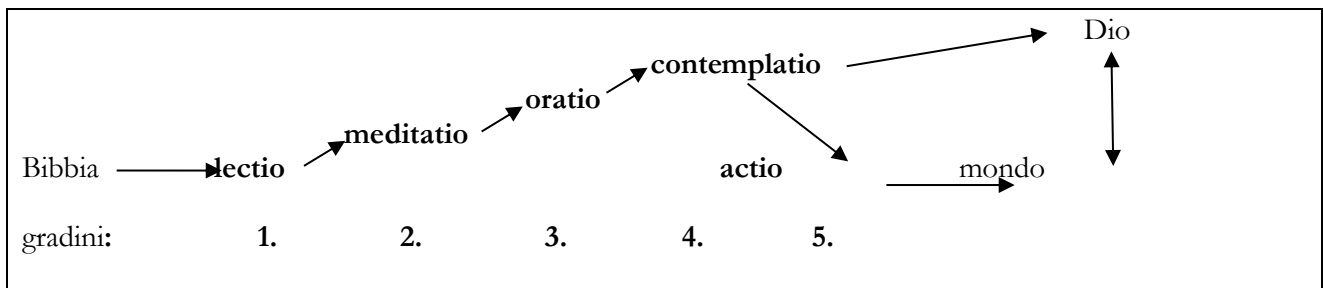 Dio
contemplatio
oratio
meditatio
Bibbia lectio actio mondo
gradini: 1. 2. 3. 4. 5.